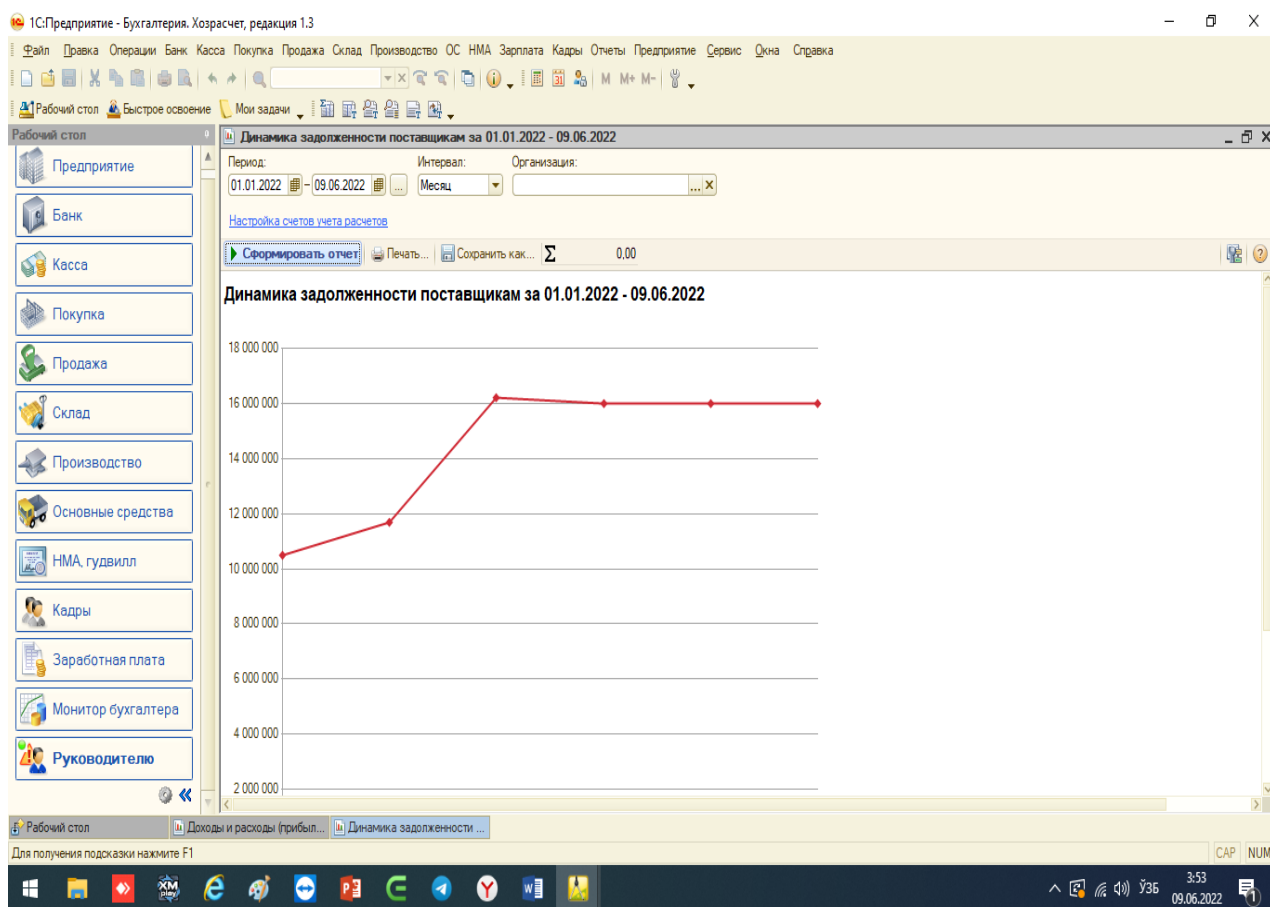 1С:Предприятие - Бухгалтерия. Хозрасчет, редакция 1.3
Файл Правка Операции Банк Касса Покупка Продажа Склад Производство ОС НМА Зарплата Кадры Отчеты Предприятие Сервис Окна Справка
M M+ M-
Рабочий стол Быстрое освоение Мои задачи
Рабочий стол
Предприятие
Банк
Касса
Покупка
Продажа
Склад
Производство
Основные средства
НМА, гудвилл
Кадры
Заработная плата
Монитор бухгалтера
Руководителю
Динамика задолженности поставщикам за 01.01.2022 - 09.06.2022
Период: Интервал: Организация:
01.01.2022 – 09.06.2022 ... Месяц ... x
Настройка счетов учета расчетов
Сформировать отчет Печать... Сохранить как... Σ 0,00
Динамика задолженности поставщикам за 01.01.2022 - 09.06.2022
18 000 000
16 000 000
14 000 000
12 000 000
10 000 000
8 000 000
6 000 000
4 000 000
2 000 000
Рабочий стол Доходы и расходы (прибыл... Динамика задолженности ...
Для получения подсказки нажмите F1 CAP NUM
XM play
ЎЗБ 3:53
09.06.2022